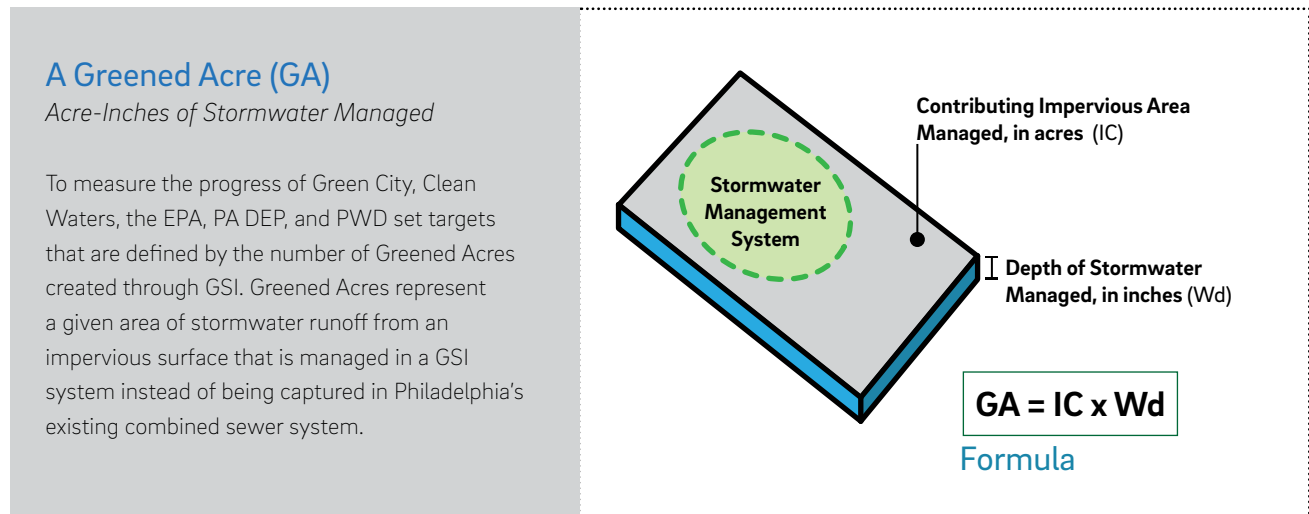 A Greened Acre (GA)
Acre-Inches of Stormwater Managed
To measure the progress of Green City, Clean
Waters, the EPA, PA DEP, and PWD set targets
that are defined by the number of Greened Acres
created through GSI. Greened Acres represent
a given area of stormwater runoff from an
impervious surface that is managed in a GSI
system instead of being captured in Philadelphia’s
existing combined sewer system.
Stormwater
Management
System
Contributing Impervious Area
Managed, in acres (IC)
Depth of Stormwater
Managed, in inches (Wd)
GA = IC x Wd
Formula